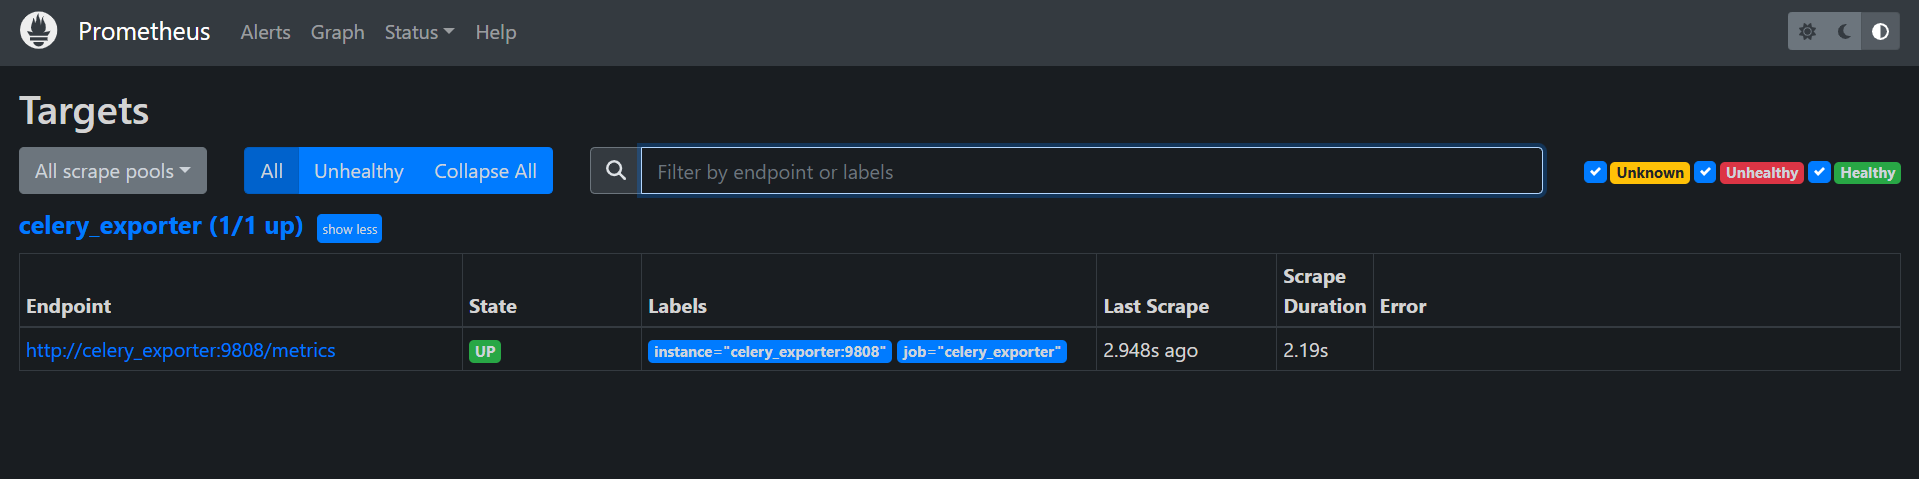 Prometheus Alerts Graph Status Help
Targets
All scrape pools All Unhealthy Collapse All Filter by endpoint or labels Unknown Unhealthy Healthy
celery_exporter (1/1 up) show less
Endpoint State Labels Last Scrape Scrape Duration Error
http://celery_exporter:9808/metrics UP instance="celery_exporter:9808" job="celery_exporter" 2.948s ago 2.19s